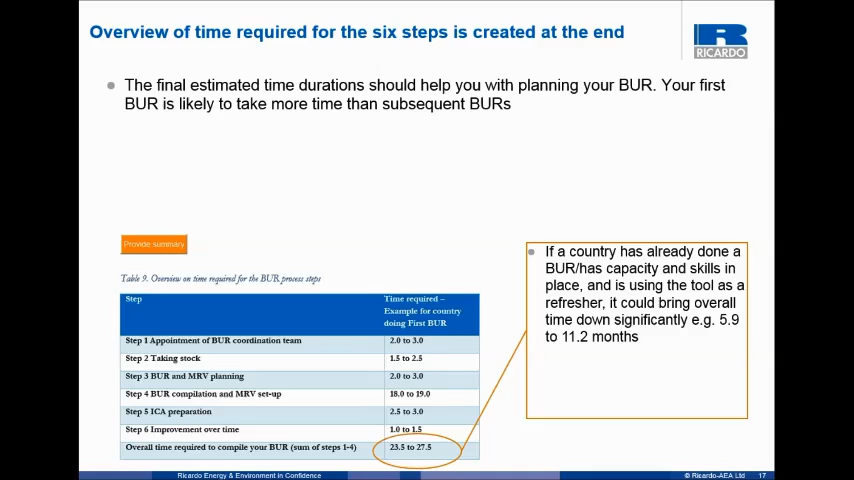 Overview of time required for the six steps is created at the end
RICARDO
The final estimated time durations should help you with planning your BUR. Your first
BUR is likely to take more time than subsequent BURs
Provide summary
Table 9. Overview on time required for the BUR process steps
Step
Time required –
Example for country
doing First BUR
Step 1 Appointment of BUR coordination team 2.0 to 3.0
Step 2 Taking stock 1.5 to 2.5
Step 3 BUR and MRV planning 2.0 to 3.0
Step 4 BUR compilation and MRV set-up 18.0 to 19.0
Step 5 ICA preparation 2.5 to 3.0
Step 6 Improvement over time 1.0 to 1.5
Overall time required to compile your BUR (sum of steps 1-4) 23.5 to 27.5
If a country has already done a
BUR/has capacity and skills in
place, and is using the tool as a
refresher, it could bring overall
time down significantly e.g. 5.9
to 11.2 months
Ricardo Energy & Environment in Confidence
© Ricardo-AEA Ltd 17